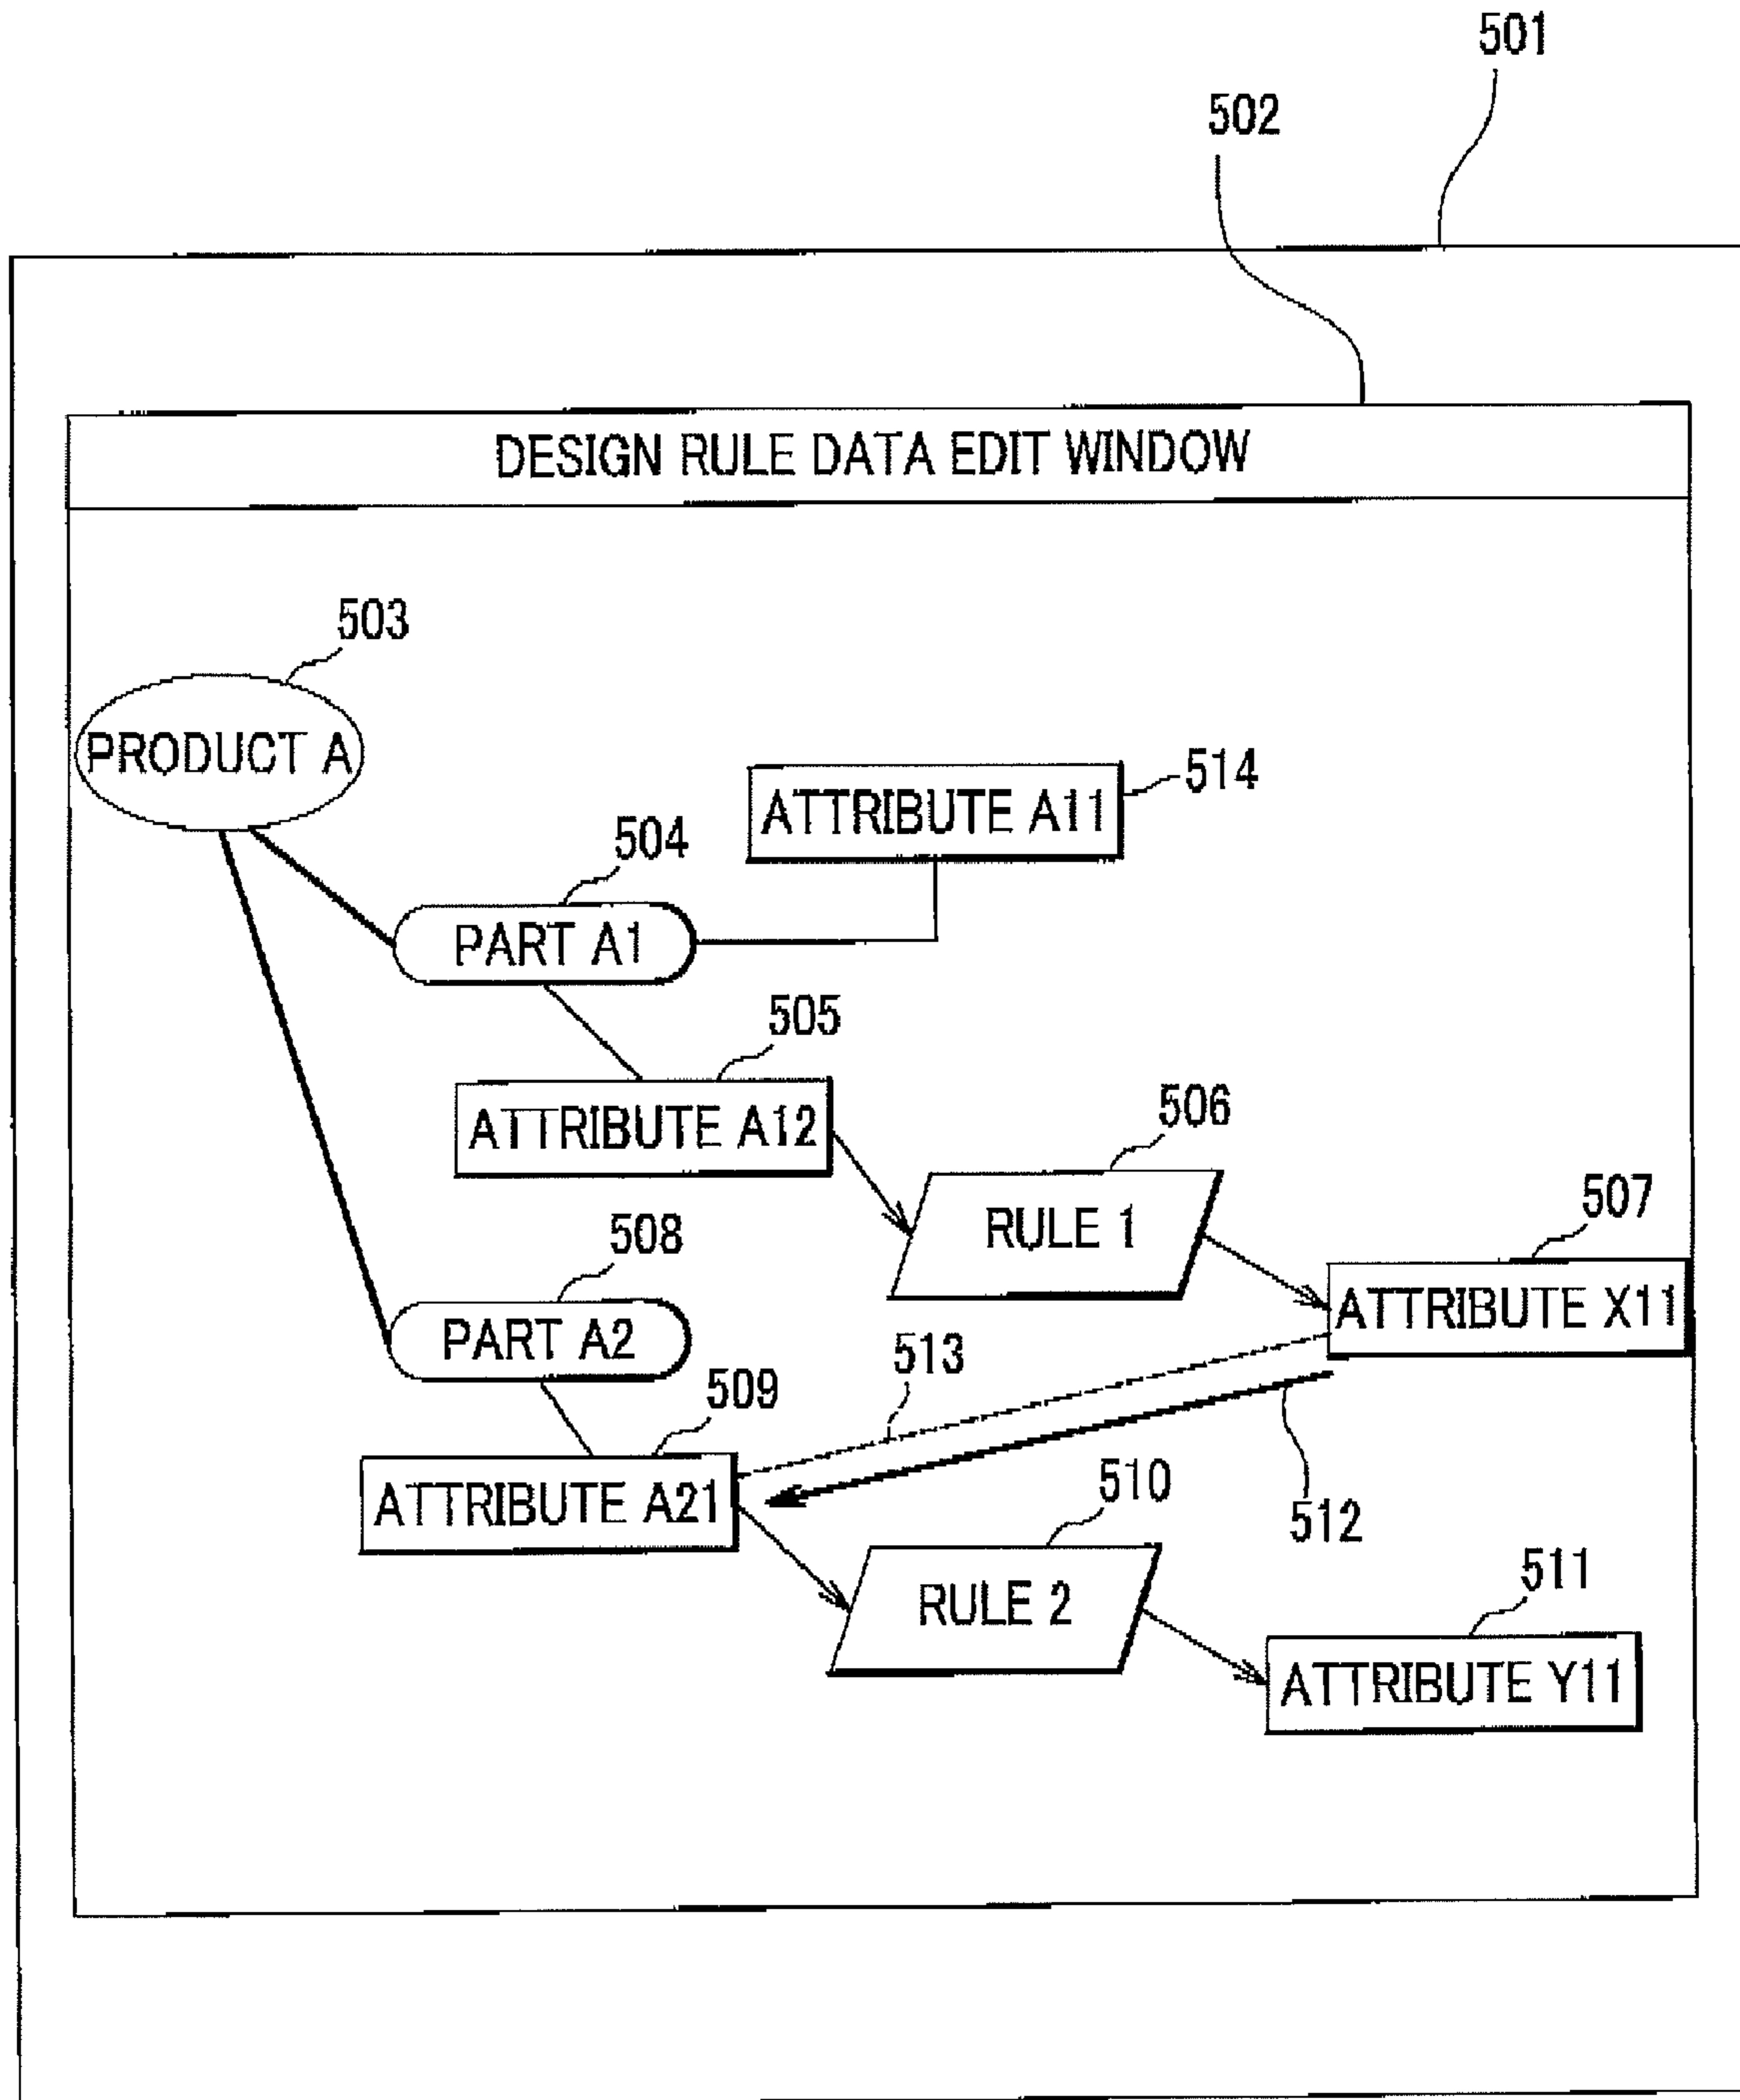 501
502
DESIGN RULE DATA EDIT WINDOW
503
PRODUCT A
514
ATTRIBUTE A11
504
PART A1
505
ATTRIBUTE A12
506
RULE 1
507
ATTRIBUTE X11
508
PART A2
513
509
ATTRIBUTE A21
510
512
RULE 2
511
ATTRIBUTE Y11